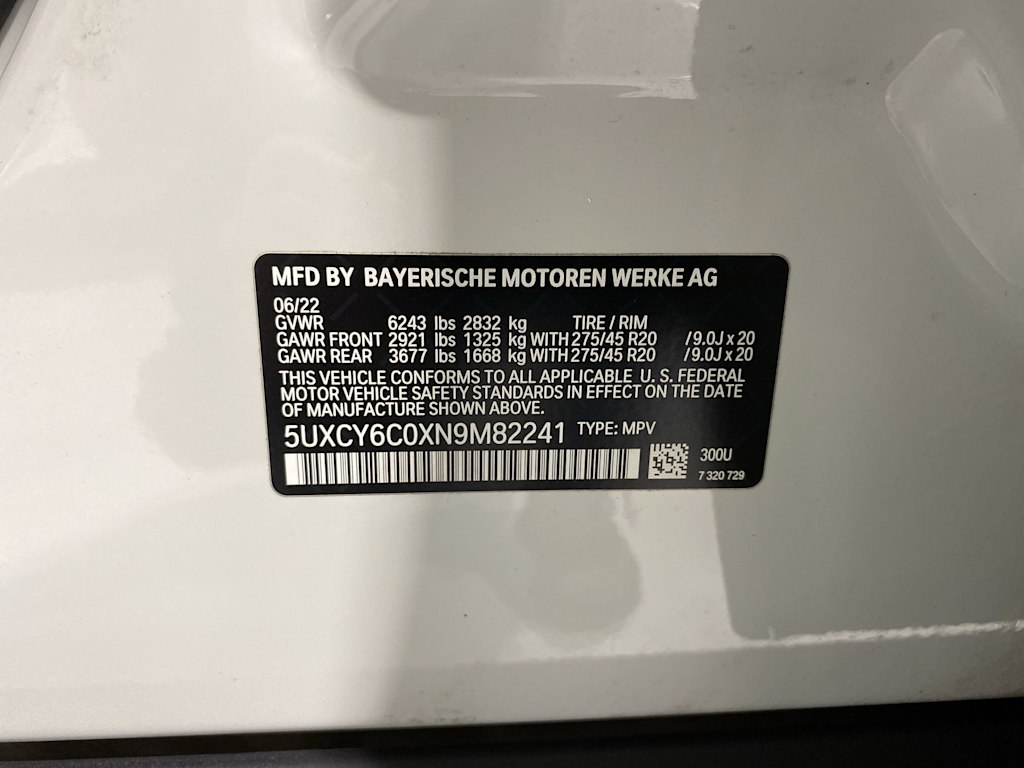 MFD BY BAYERISCHE MOTOREN WERKE AG
06/22
GVWR 6243 lbs 2832 kg TIRE / RIM
GAWR FRONT 2921 lbs 1325 kg WITH 275/45 R20 /9.0J x 20
GAWR REAR 3677 lbs 1668 kg WITH 275/45 R20 /9.0J x 20
THIS VEHICLE CONFORMS TO ALL APPLICABLE U. S. FEDERAL
MOTOR VEHICLE SAFETY STANDARDS IN EFFECT ON THE DATE
OF MANUFACTURE SHOWN ABOVE.
5UXCY6C0XN9M82241 TYPE: MPV
300U
7 320 729